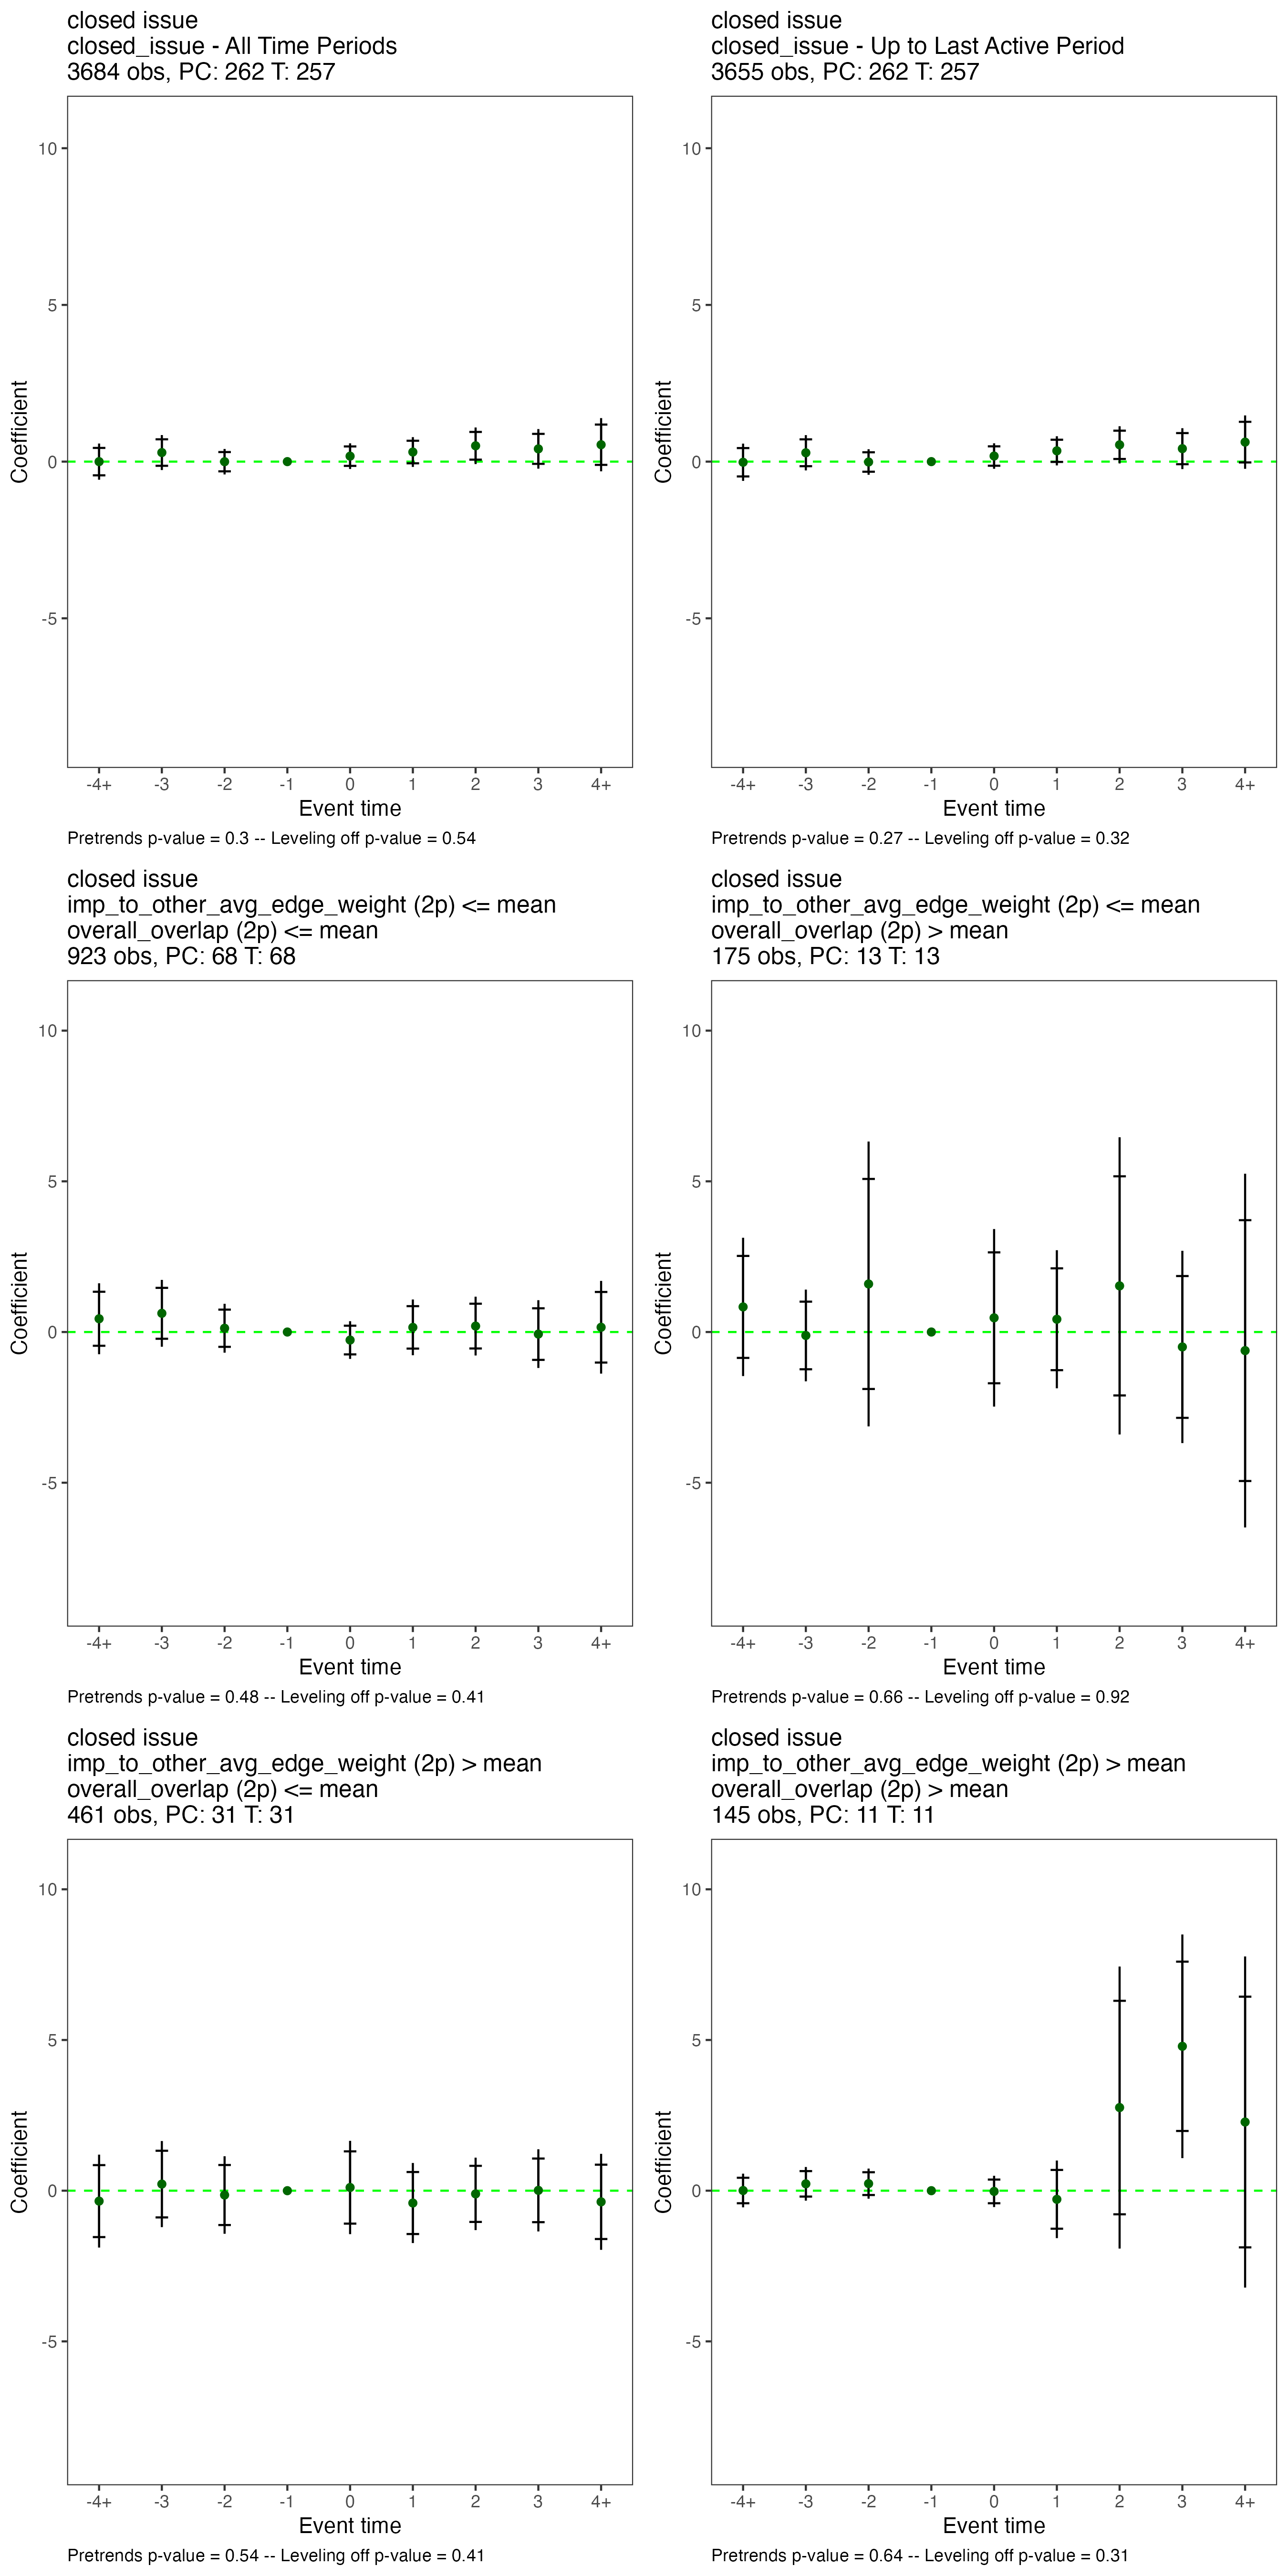 closed issue
closed_issue - All Time Periods
3684 obs, PC: 262 T: 257
10
5
0
-5
Coefficient
-4+ -3 -2 -1 0 1 2 3 4+
Event time
Pretrends p-value = 0.3 -- Leveling off p-value = 0.54
closed issue
closed_issue - Up to Last Active Period
3655 obs, PC: 262 T: 257
10
5
0
-5
Coefficient
-4+ -3 -2 -1 0 1 2 3 4+
Event time
Pretrends p-value = 0.27 -- Leveling off p-value = 0.32
closed issue
imp_to_other_avg_edge_weight (2p) <= mean
overall_overlap (2p) <= mean
923 obs, PC: 68 T: 68
10
5
0
-5
Coefficient
-4+ -3 -2 -1 0 1 2 3 4+
Event time
Pretrends p-value = 0.48 -- Leveling off p-value = 0.41
closed issue
imp_to_other_avg_edge_weight (2p) <= mean
overall_overlap (2p) > mean
175 obs, PC: 13 T: 13
10
5
0
-5
Coefficient
-4+ -3 -2 -1 0 1 2 3 4+
Event time
Pretrends p-value = 0.66 -- Leveling off p-value = 0.92
closed issue
imp_to_other_avg_edge_weight (2p) > mean
overall_overlap (2p) <= mean
461 obs, PC: 31 T: 31
10
5
0
-5
Coefficient
-4+ -3 -2 -1 0 1 2 3 4+
Event time
Pretrends p-value = 0.54 -- Leveling off p-value = 0.41
closed issue
imp_to_other_avg_edge_weight (2p) > mean
overall_overlap (2p) > mean
145 obs, PC: 11 T: 11
10
5
0
-5
Coefficient
-4+ -3 -2 -1 0 1 2 3 4+
Event time
Pretrends p-value = 0.64 -- Leveling off p-value = 0.31